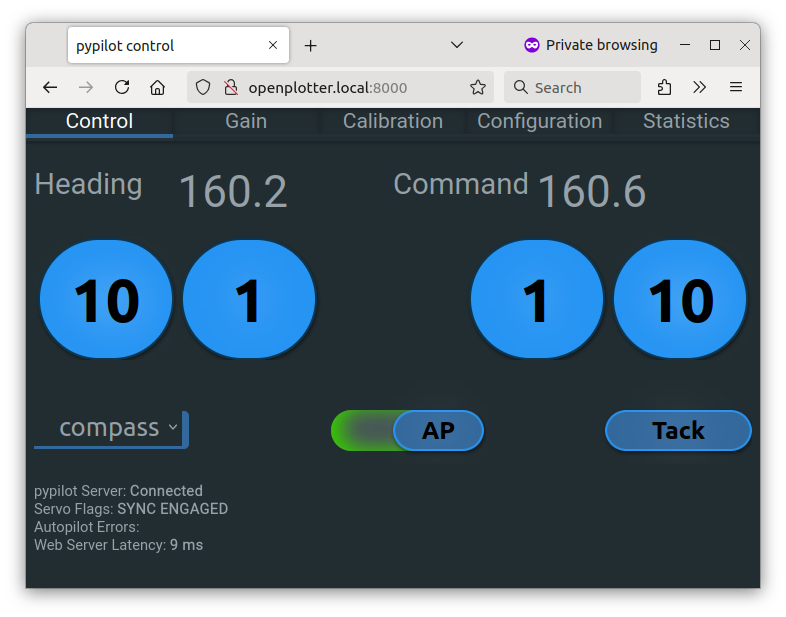 pypilot control
Private browsing
openplotter.local:8000
Search
Control Gain Calibration Configuration Statistics
Heading 160.2 Command 160.6
10 1 1 10
compass AP Tack
pypilot Server: Connected
Servo Flags: SYNC ENGAGED
Autopilot Errors:
Web Server Latency: 9 ms